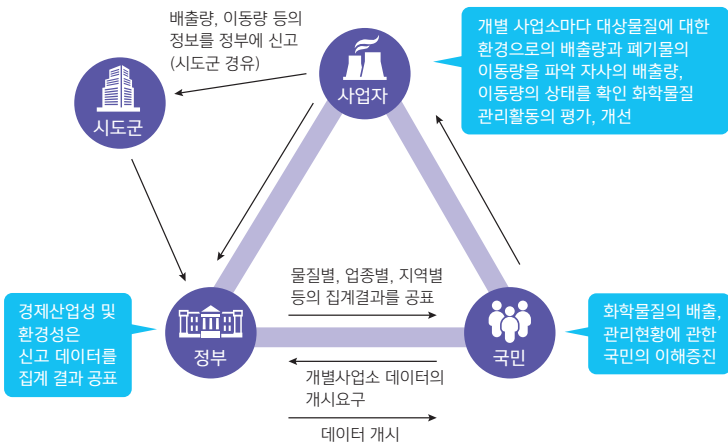 배출량, 이동량 등의
정보를 정부에 신고
(시도군 경유)
시도군
사업자
개별 사업소마다 대상물질에 대한
환경으로의 배출량과 폐기물의
이동량을 파악 자사의 배출량,
이동량의 상태를 확인 화학물질
관리활동의 평가, 개선
경제산업성 및
환경성은
신고 데이터를
집계 결과 공표
정부
물질별, 업종별, 지역별
등의 집계결과를 공표
국민
화학물질의 배출,
관리현황에 관한
국민의 이해증진
개별사업소 데이터의
개시요구
데이터 개시